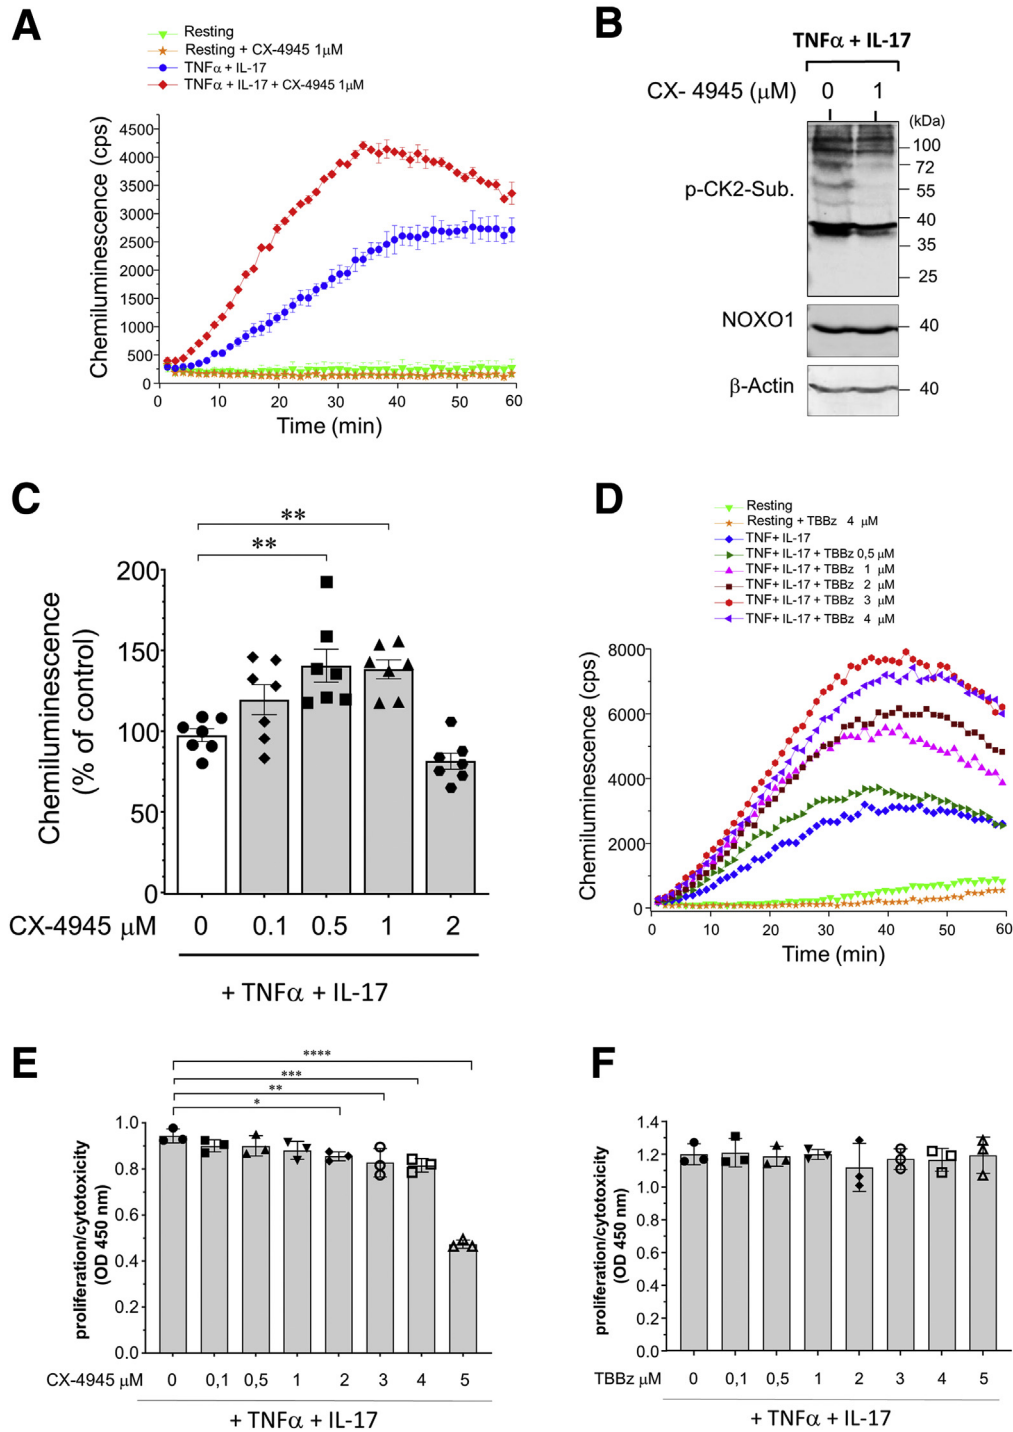 A
Resting
Resting + CX-4945 1μM
TNFα + IL-17
TNFα + IL-17 + CX-4945 1μM
Chemiluminescence (cps)
4500
4000
3500
3000
2500
2000
1500
1000
500
0
0 10 20 30 40 50 60
Time (min)
B
TNFα + IL-17
CX- 4945 (μM) 0 1
(kDa)
p-CK2-Sub.
100
72
55
40
35
25
NOXO1 40
β-Actin 40
C
** 
**
Chemiluminescence
(% of control)
200
150
100
50
0
CX-4945 μM 0 0.1 0.5 1 2
+ TNFα + IL-17
D
Resting
Resting + TBBz 4 μM
TNF+ IL-17
TNF+ IL-17 + TBBz 0,5 μM
TNF+ IL-17 + TBBz 1 μM
TNF+ IL-17 + TBBz 2 μM
TNF+ IL-17 + TBBz 3 μM
TNF+ IL-17 + TBBz 4 μM
Chemiluminescence (cps)
8000
6000
4000
2000
0
0 10 20 30 40 50 60
Time (min)
E
****
***
**
*
proliferation/cytotoxicity
(OD 450 nm)
1.0
0.8
0.6
0.4
0.2
0.0
CX-4945 μM 0 0,1 0,5 1 2 3 4 5
+ TNFα + IL-17
F
proliferation/cytotoxicity
(OD 450 nm)
1.4
1.2
1.0
0.8
0.6
0.4
0.2
0.0
TBBz μM 0 0,1 0,5 1 2 3 4 5
+ TNFα + IL-17